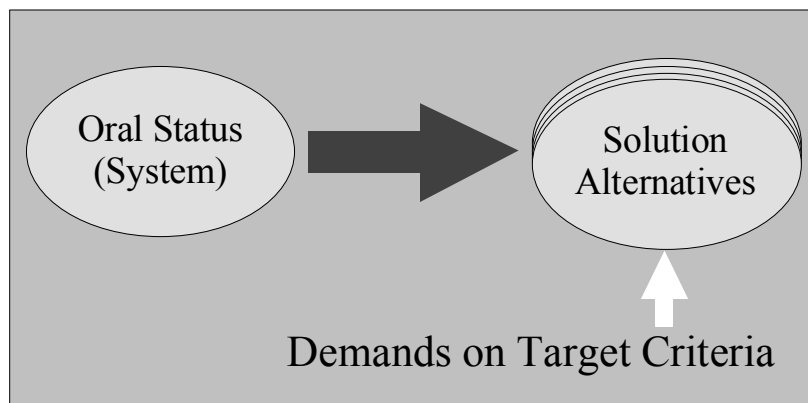 Oral Status
(System)
Solution
Alternatives
Demands on Target Criteria